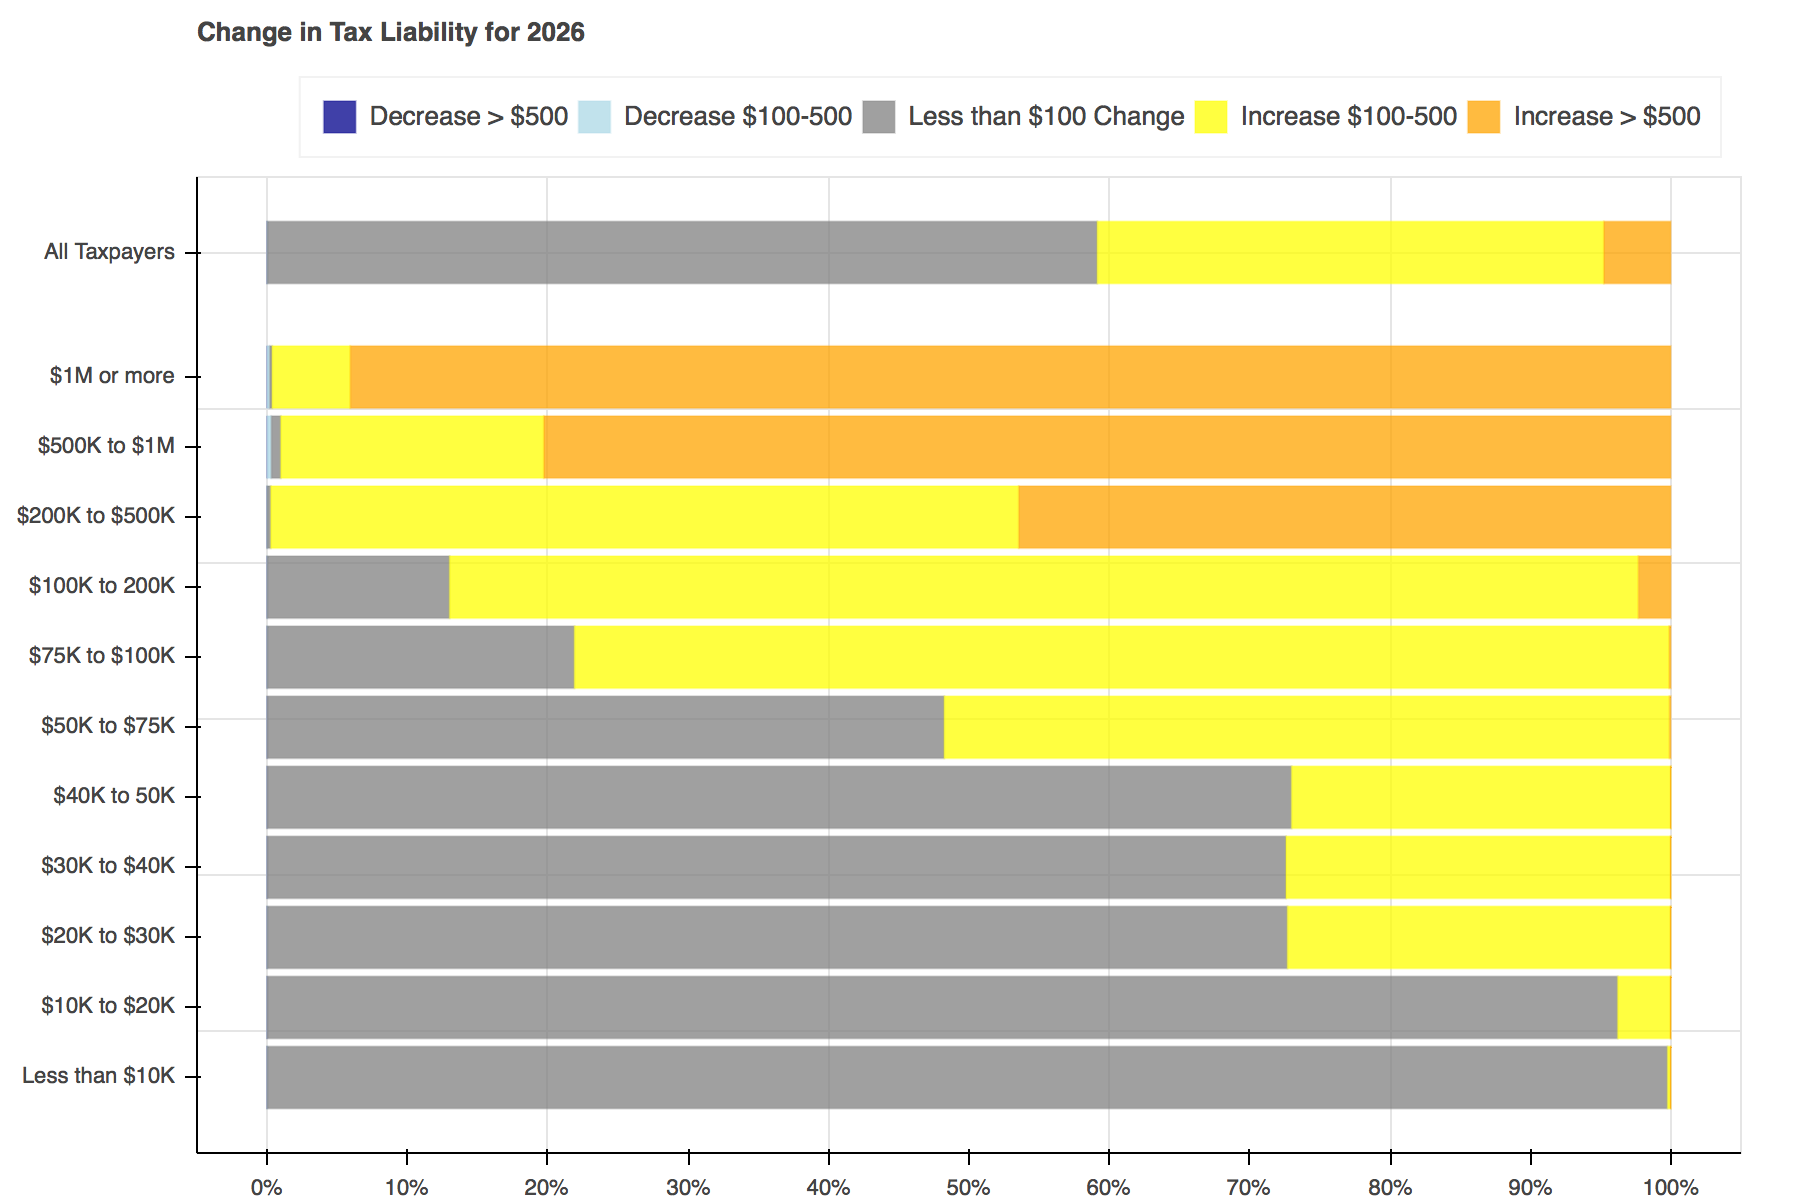 Change in Tax Liability for 2026
Decrease > $500 Decrease $100-500 Less than $100 Change Increase $100-500 Increase > $500
All Taxpayers
$1M or more
$500K to $1M
$200K to $500K
$100K to 200K
$75K to $100K
$50K to $75K
$40K to 50K
$30K to $40K
$20K to $30K
$10K to $20K
Less than $10K
0% 10% 20% 30% 40% 50% 60% 70% 80% 90% 100%